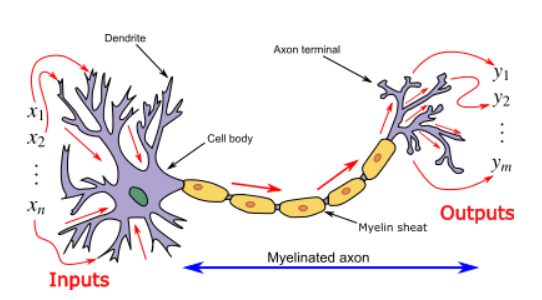 Dendrite
Axon terminal
x1
x2
⋮
xn
Cell body
y1
y2
⋮
ym
Myelin sheat
Outputs
Myelinated axon
Inputs